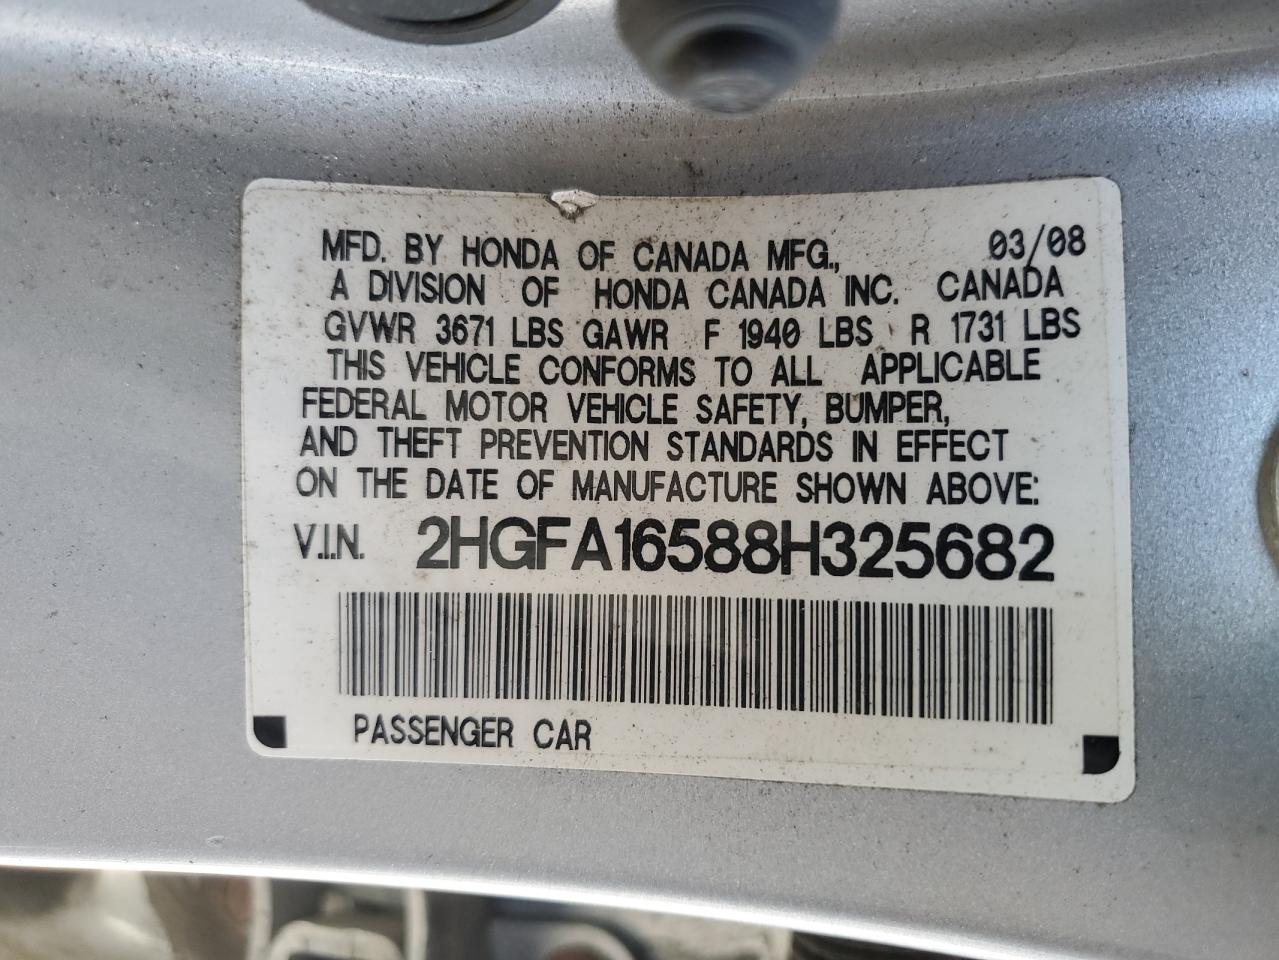 MFD. BY HONDA OF CANADA MFG., 03/08
A DIVISION OF HONDA CANADA INC. CANADA
GVWR 3671 LBS GAWR F 1940 LBS R 1731 LBS
THIS VEHICLE CONFORMS TO ALL APPLICABLE
FEDERAL MOTOR VEHICLE SAFETY, BUMPER,
AND THEFT PREVENTION STANDARDS IN EFFECT
ON THE DATE OF MANUFACTURE SHOWN ABOVE:
V.I.N. 2HGFA16588H325682
PASSENGER CAR